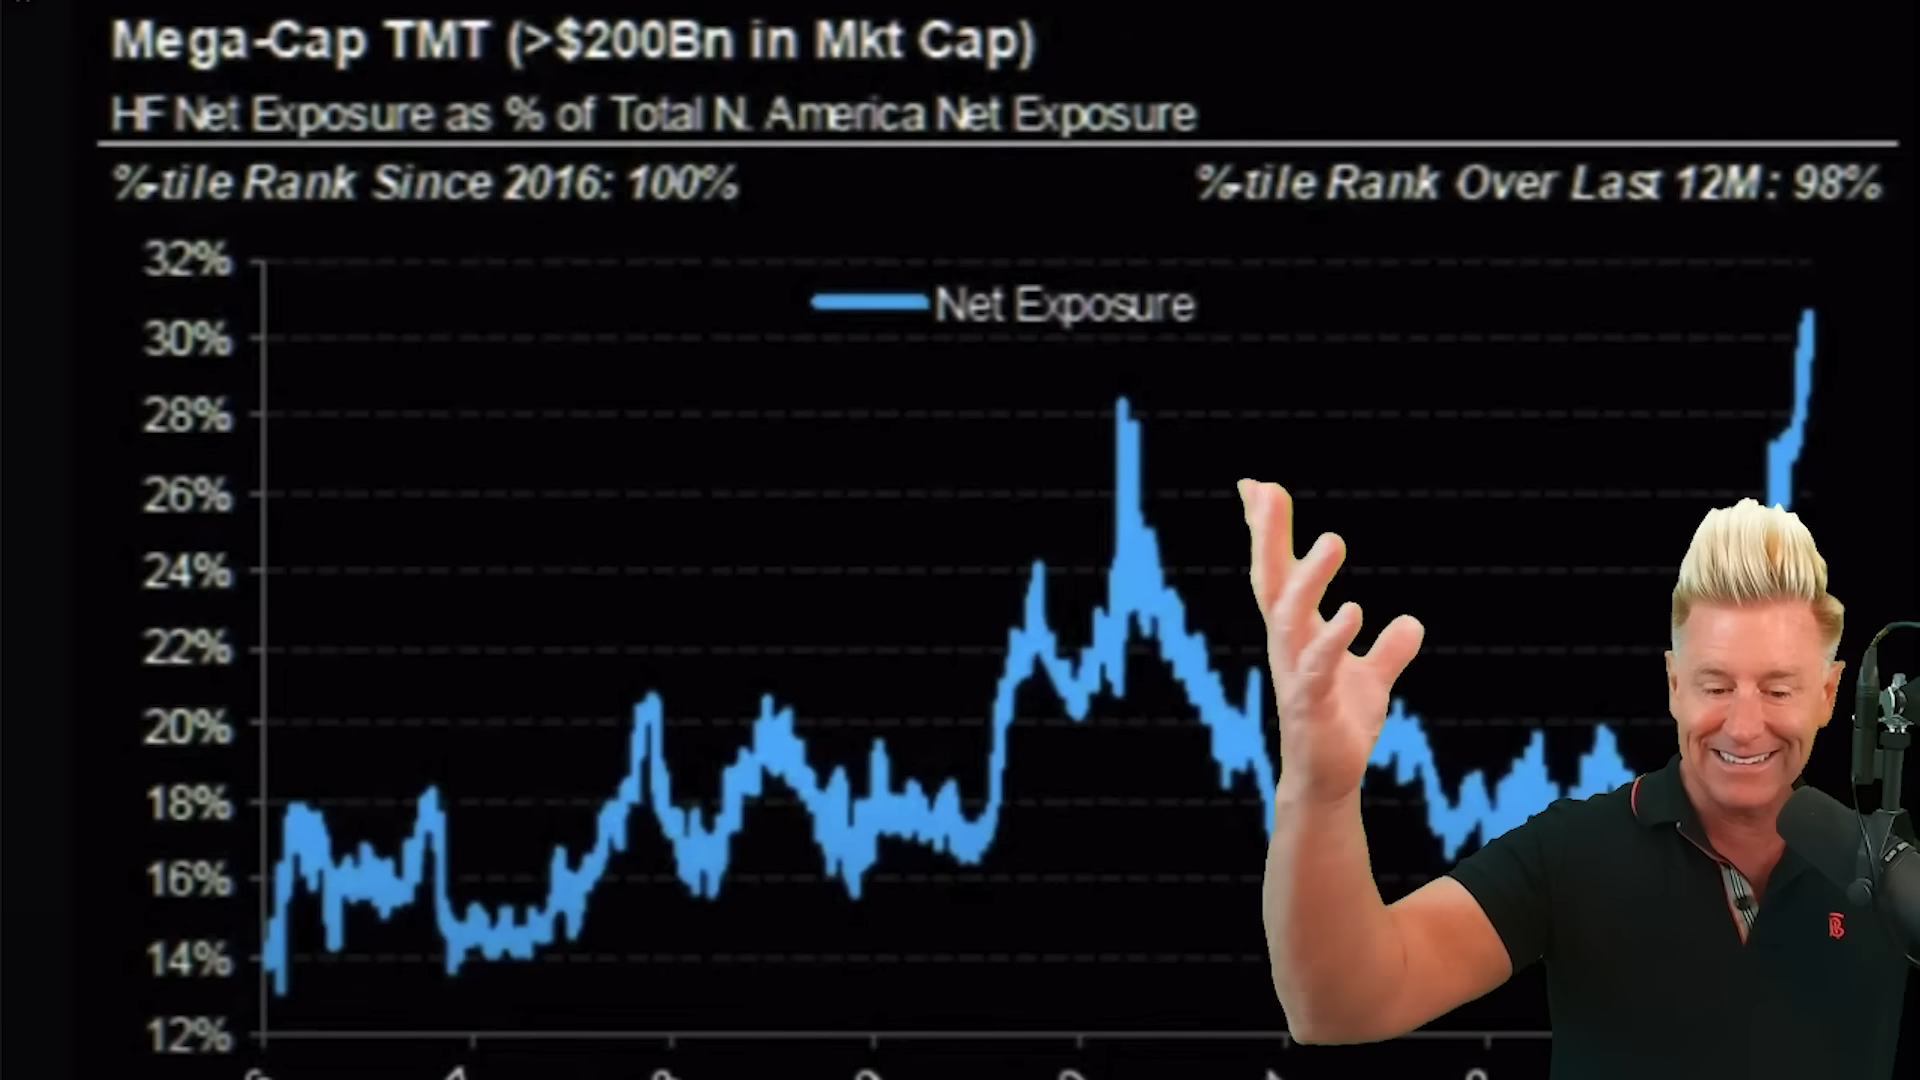 Mega-Cap TMT (>$200Bn in Mkt Cap)
HF Net Exposure as % of Total N. America Net Exposure
%-tile Rank Since 2016: 100%
%-tile Rank Over Last 12M: 98%
32%
Net Exposure
30%
28%
26%
24%
22%
20%
18%
16%
14%
12%